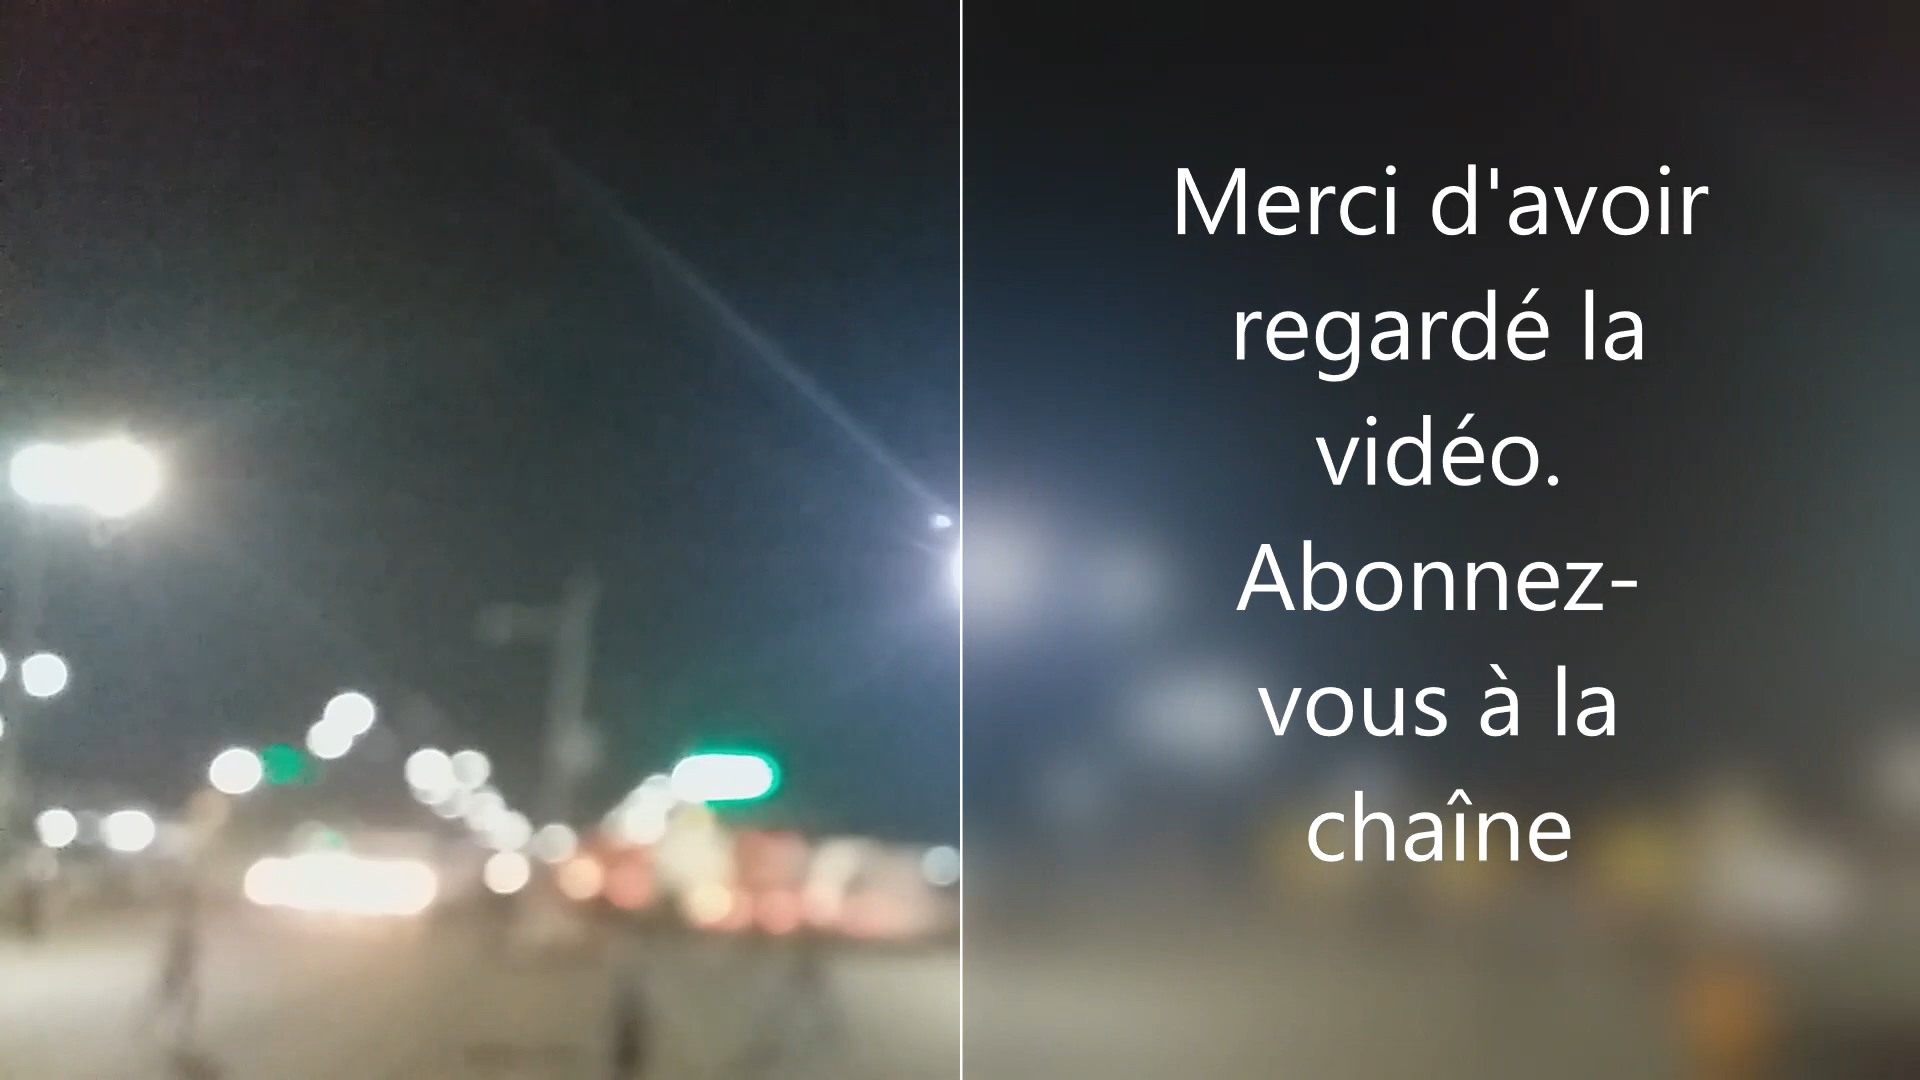 Merci d'avoir
regardé la
vidéo.
Abonnez-
vous à la
chaîne